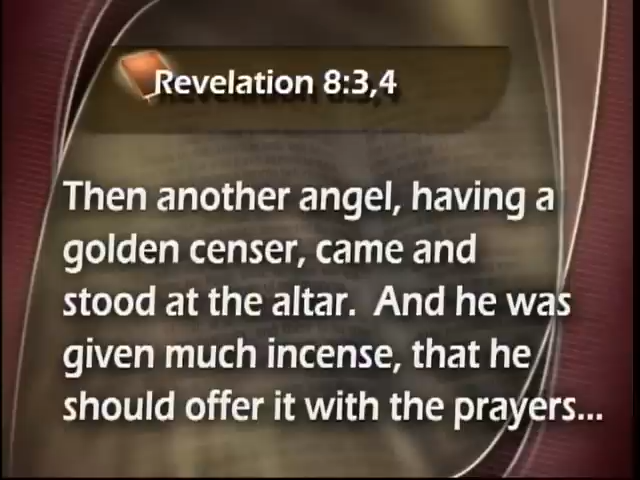 Revelation 8:3,4
Then another angel, having a
golden censer, came and
stood at the altar.  And he was
given much incense, that he
should offer it with the prayers...